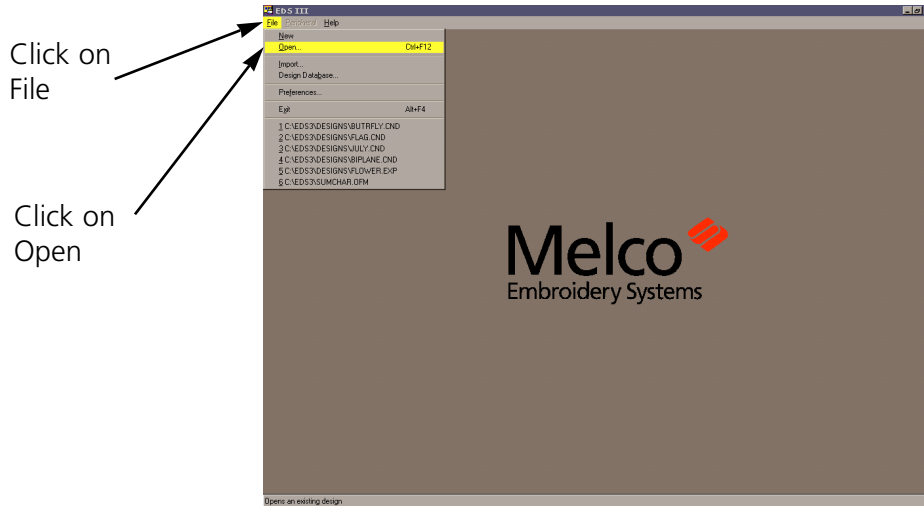 EDS III
File Peripheral Help
Click on
File
New
Open... Ctrl+F12
Import...
Design Database...
Preferences...
Exit Alt+F4
1 C:\EDS3\DESIGNS\BUTRFLY.CND
2 C:\EDS3\DESIGNS\FLAG.CND
3 C:\EDS3\DESIGNS\JULY.CND
4 C:\EDS3\DESIGNS\BIPLANE.CND
5 C:\EDS3\DESIGNS\FLOWER.EXP
6 C:\EDS3\SUMCHAR.OFM
Click on
Open
Melco
Embroidery Systems
Opens an existing design